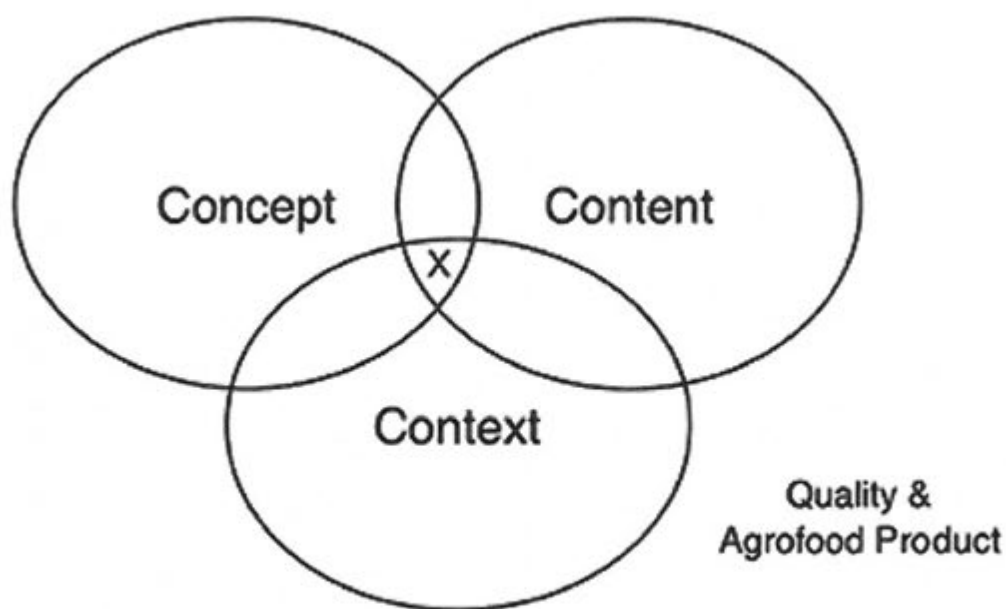 Concept
Content
X
Context
Quality &
Agrofood Product